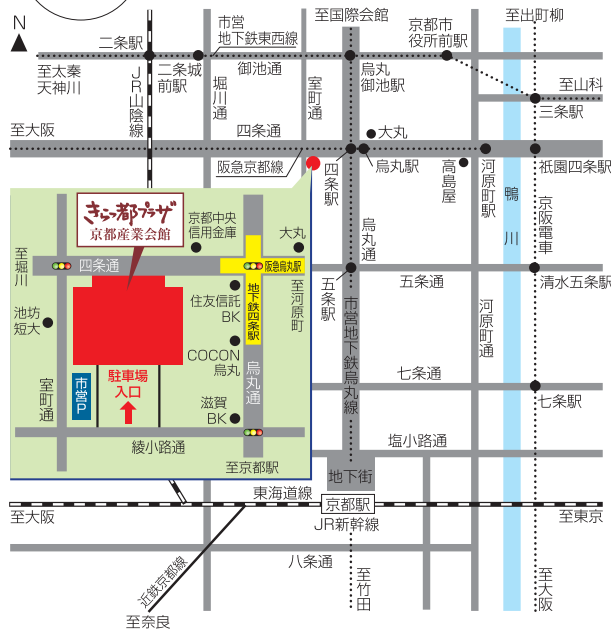 N
至国際会館
至出町柳
市営
地下鉄東西線
京都市
役所前駅
二条駅
至太秦
天神川
JR山陰線
二条城
前駅
堀川通
御池通
室町通
烏丸
御池駅
至山科
三条駅
至大阪
四条通
大丸
阪急京都線
四条駅
烏丸駅
高島屋
河原町駅
祇園四条駅
鴨川
京阪電車
烏丸通
きらっ都プラザ
京都産業会館
京都中央
信用金庫
大丸
至堀川
四条通
阪急烏丸駅
住友信託
BK
地下鉄四条駅
至河原町
池坊
短大
COCON
烏丸
烏丸通
室町通
市営P
駐車場
入口
滋賀
BK
綾小路通
至京都駅
五条駅
五条通
清水五条駅
市営地下鉄烏丸線
河原町通
七条通
七条駅
塩小路通
地下街
東海道線
京都駅
至大阪
JR新幹線
至東京
八条通
近鉄京都線
至奈良
至竹田
至大阪